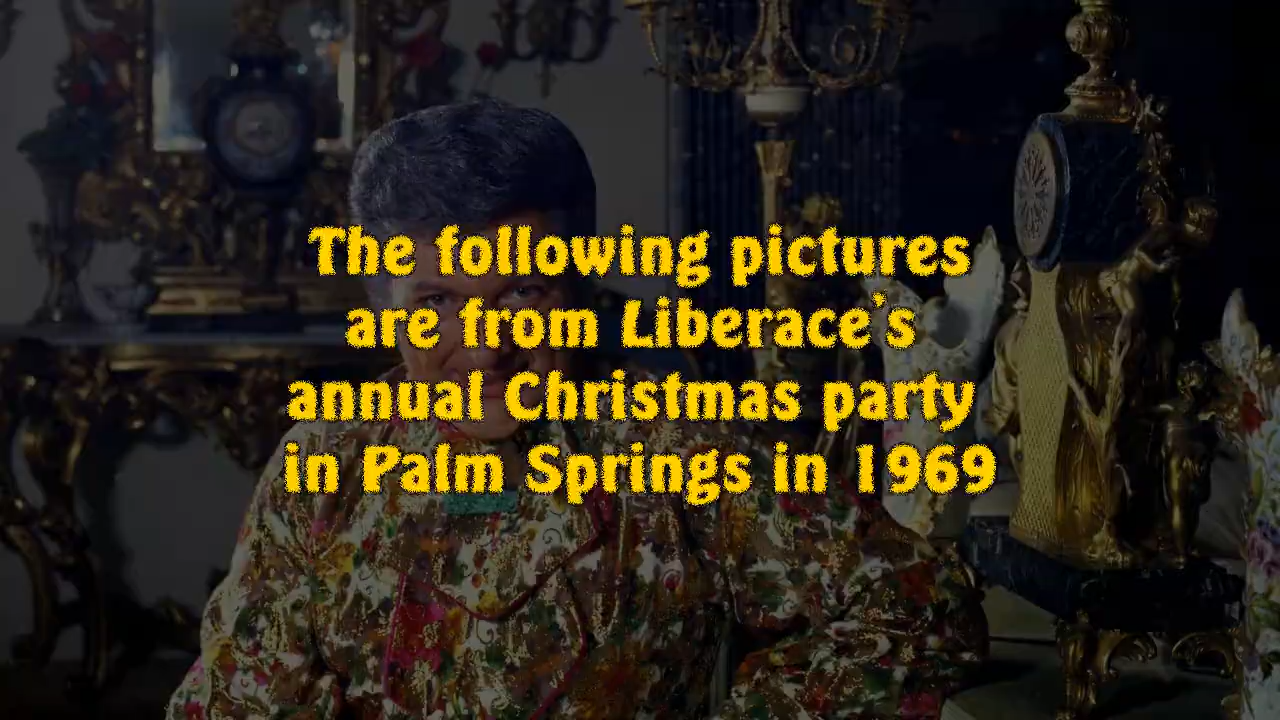 The following pictures
are from Liberace's
annual Christmas party
in Palm Springs in 1969